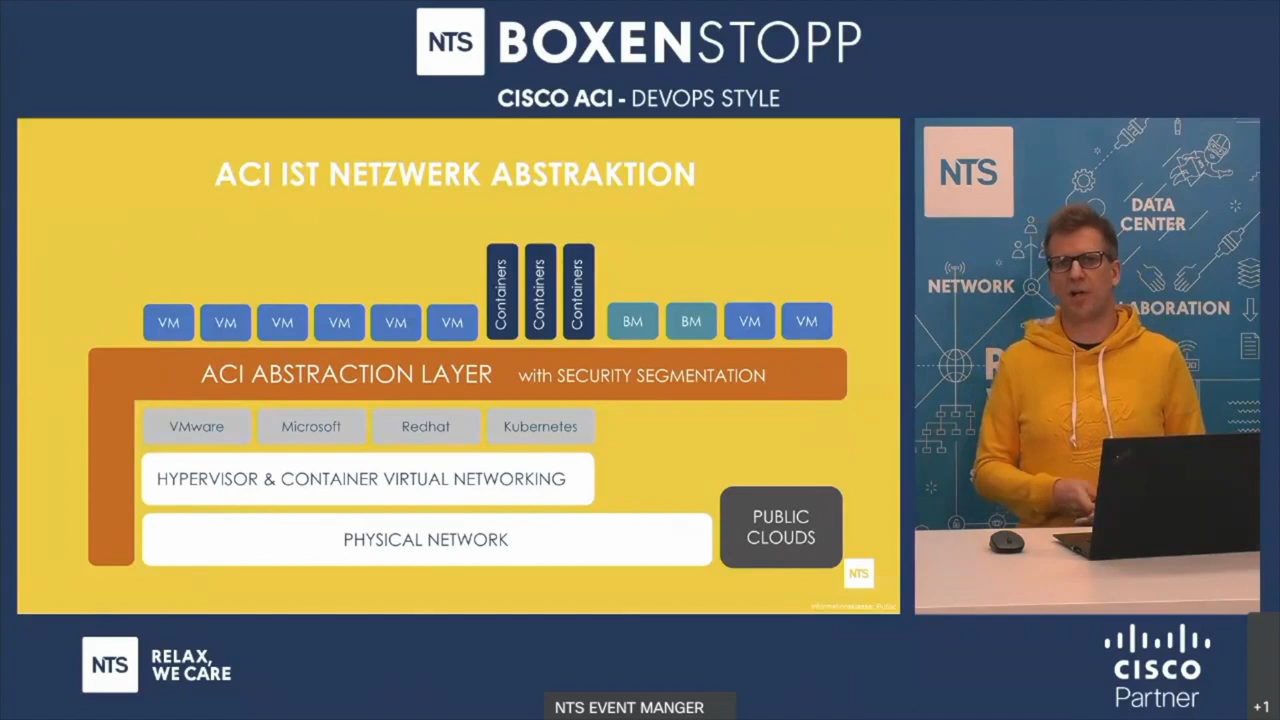 NTS BOXENSTOPP
CISCO ACI - DEVOPS STYLE
ACI IST NETZWERK ABSTRAKTION
VM VM VM VM VM VM Containers Containers Containers BM BM VM VM
ACI ABSTRACTION LAYER with SECURITY SEGMENTATION
VMware Microsoft Redhat Kubernetes
HYPERVISOR & CONTAINER VIRTUAL NETWORKING
PHYSICAL NETWORK
PUBLIC
CLOUDS
NTS
Informationsklasse: Public
NTS
DATA
CENTER
NETWORK
LABORATION
NTS
RELAX,
WE CARE
CISCO
Partner
NTS EVENT MANGER
+1